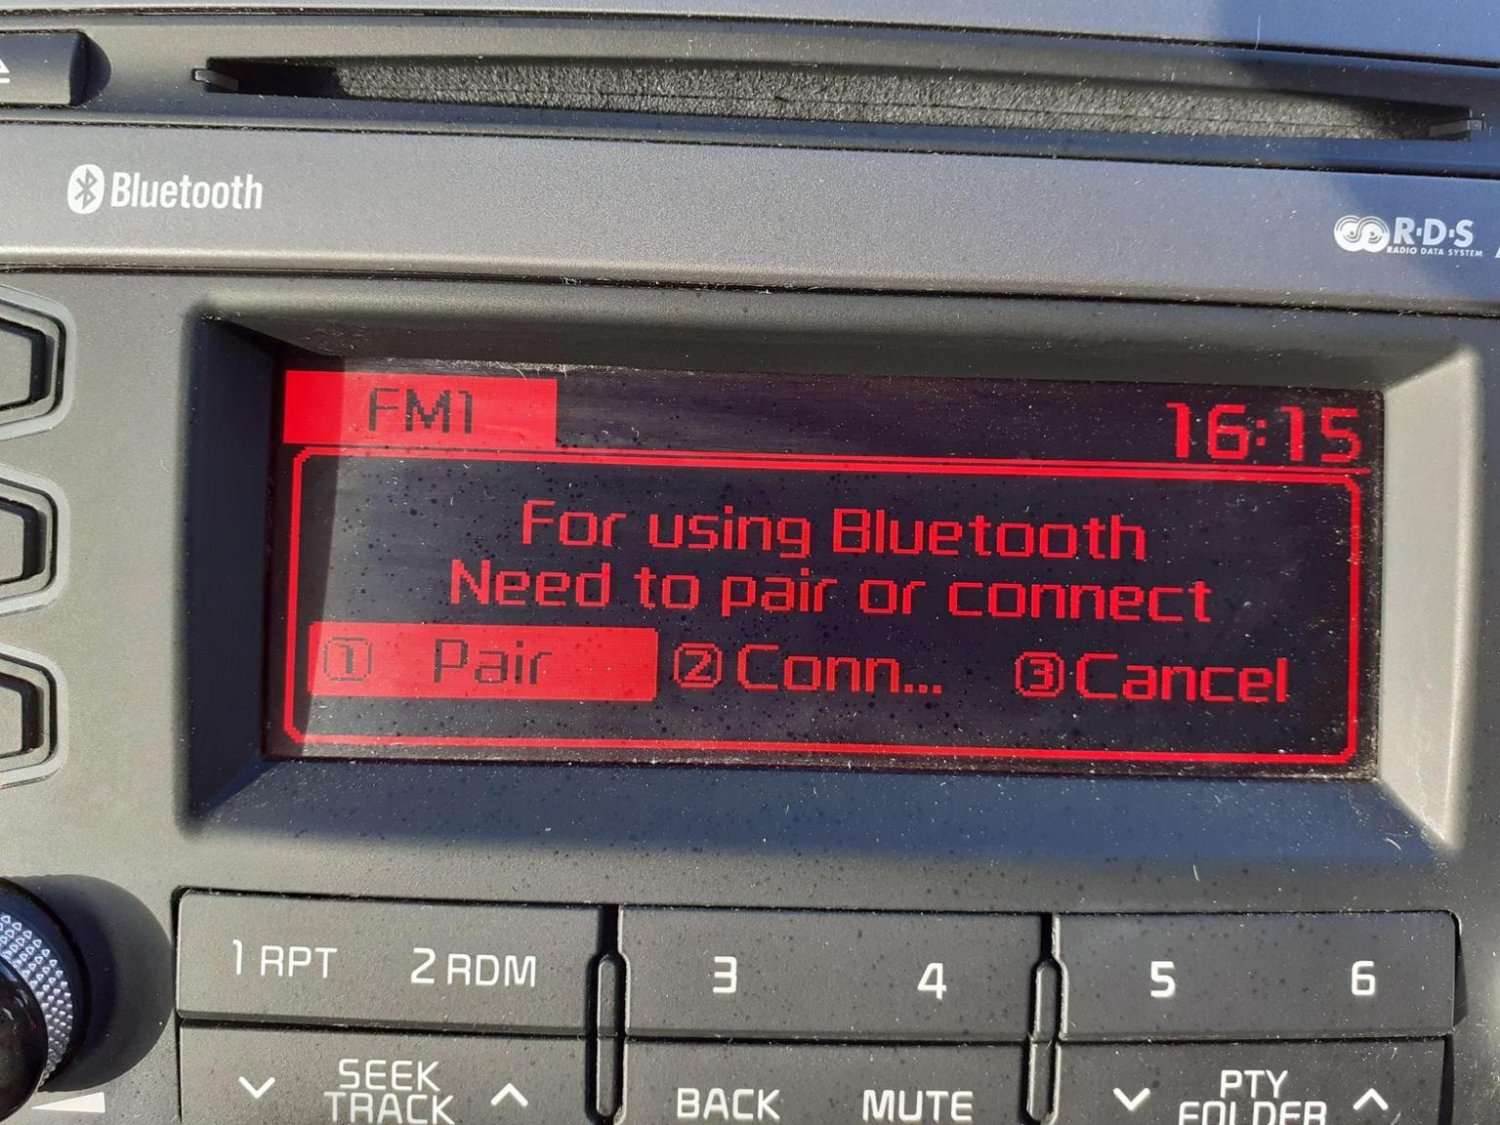 Bluetooth
R·D·S
RADIO DATA SYSTEM
FM1 16:15
For using Bluetooth
Need to pair or connect
① Pair ② Conn... ③ Cancel
1 RPT 2 RDM 3 4 5 6
SEEK
TRACK
BACK MUTE
PTY
FOLDER